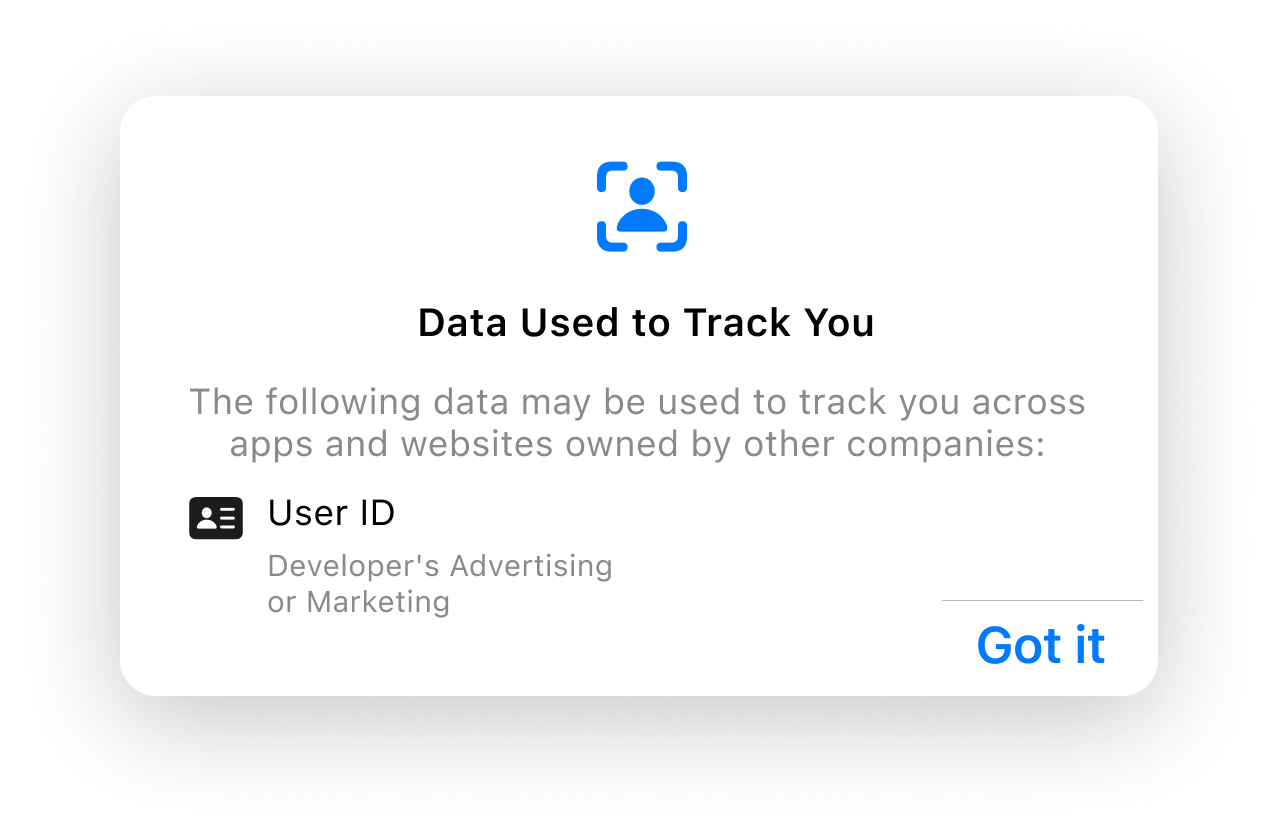 Data Used to Track You
The following data may be used to track you across
apps and websites owned by other companies:
User ID
Developer's Advertising
or Marketing
Got it